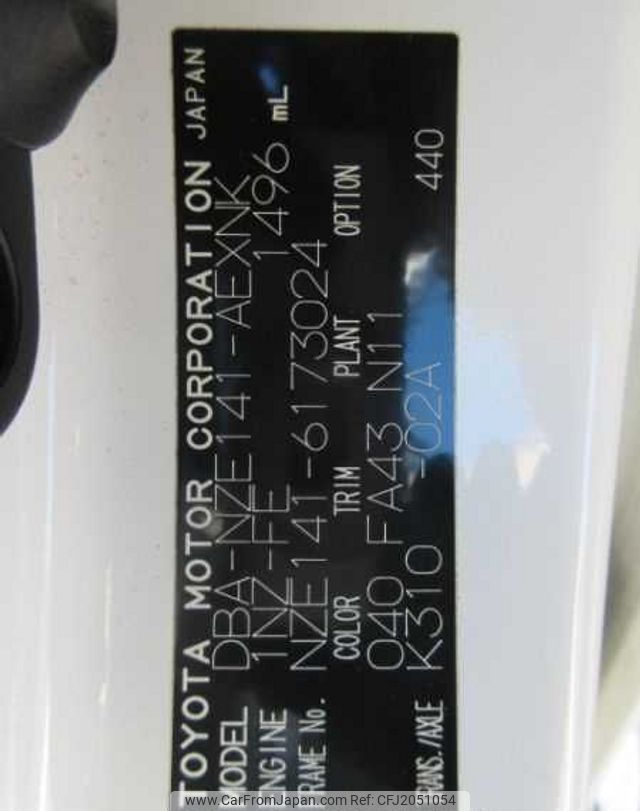 TOYOTA MOTOR CORPORATION JAPAN
MODEL DBA-NZE141-AEXNK
ENGINE 1NZ-FE 1496 mL
FRAME No. NZE141-6173024
COLOR TRIM PLANT OPTION
040 FA43 N11 440
TRANS./AXLE K310 -02A
www.CarFromJapan.com Ref: CFJ2051054